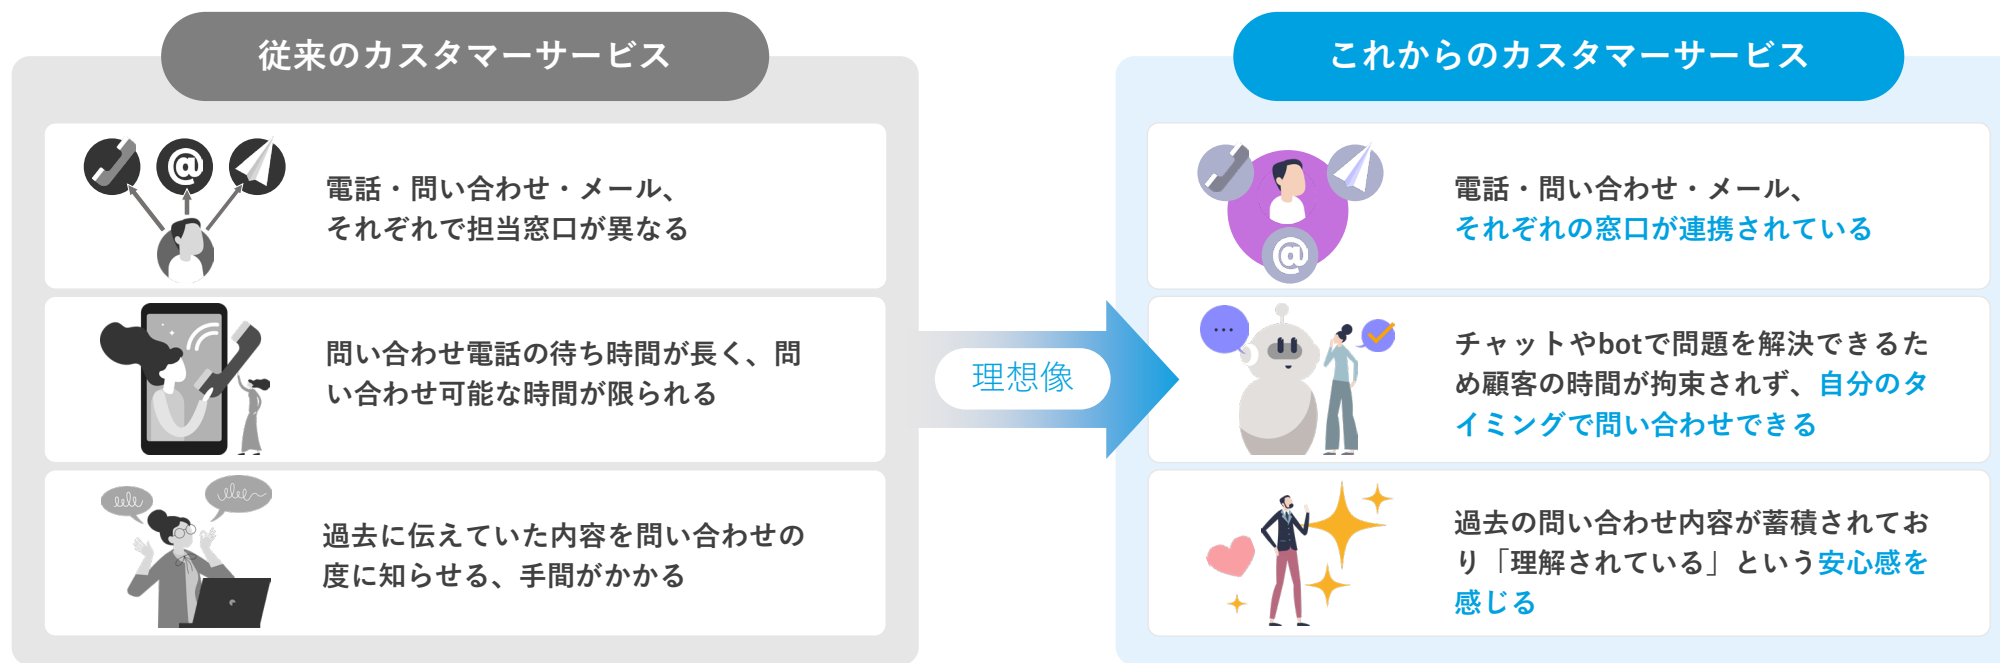 従来のカスタマーサービス
電話・問い合わせ・メール、
それぞれで担当窓口が異なる
問い合わせ電話の待ち時間が長く、問
い合わせ可能な時間が限られる
過去に伝えていた内容を問い合わせの
度に知らせる、手間がかかる
理想像
これからのカスタマーサービス
電話・問い合わせ・メール、
それぞれの窓口が連携されている
チャットやbotで問題を解決できるた
め顧客の時間が拘束されず、自分のタ
イミングで問い合わせできる
過去の問い合わせ内容が蓄積されてお
り「理解されている」という安心感を
感じる